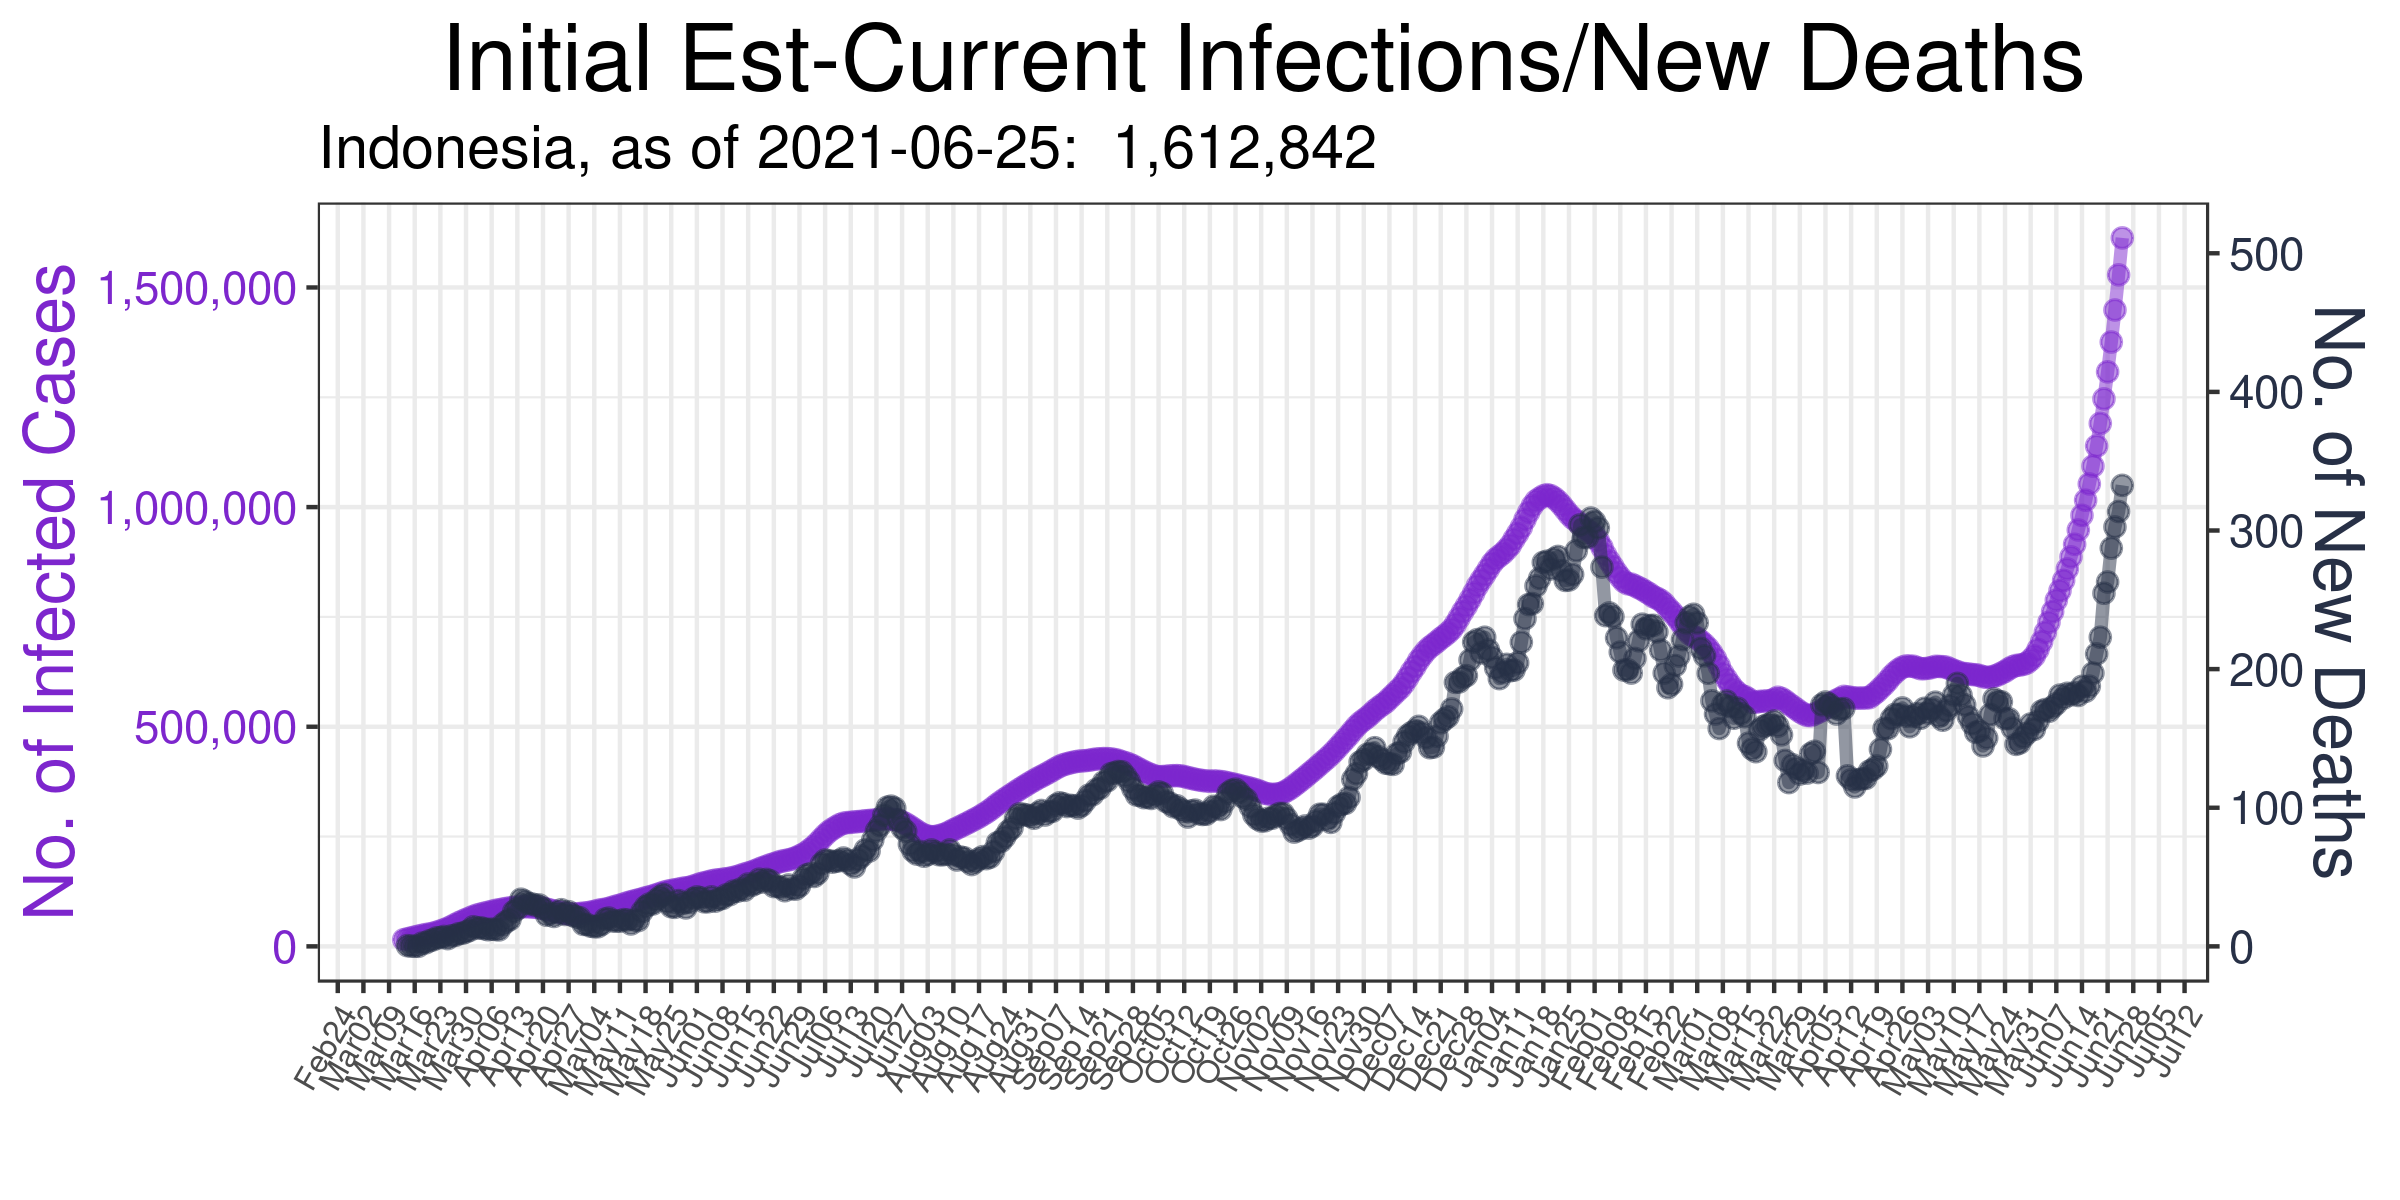 Initial Est-Current Infections/New Deaths
Indonesia, as of 2021-06-25: 1,612,842
No. of Infected Cases
1,500,000
1,000,000
500,000
0
500
400
300
200
100
0
No. of New Deaths
Feb24
Mar02
Mar09
Mar16
Mar23
Mar30
Apr06
Apr13
Apr20
Apr27
May04
May11
May18
May25
Jun01
Jun08
Jun15
Jun22
Jun29
Jul06
Jul13
Jul20
Jul27
Aug03
Aug10
Aug17
Aug24
Aug31
Sep07
Sep14
Sep21
Sep28
Oct05
Oct12
Oct19
Oct26
Nov02
Nov09
Nov16
Nov23
Nov30
Dec07
Dec14
Dec21
Dec28
Jan04
Jan11
Jan18
Jan25
Feb01
Feb08
Feb15
Feb22
Mar01
Mar08
Mar15
Mar22
Mar29
Apr05
Apr12
Apr19
Apr26
May03
May10
May17
May24
May31
Jun07
Jun14
Jun21
Jun28
Jul05
Jul12